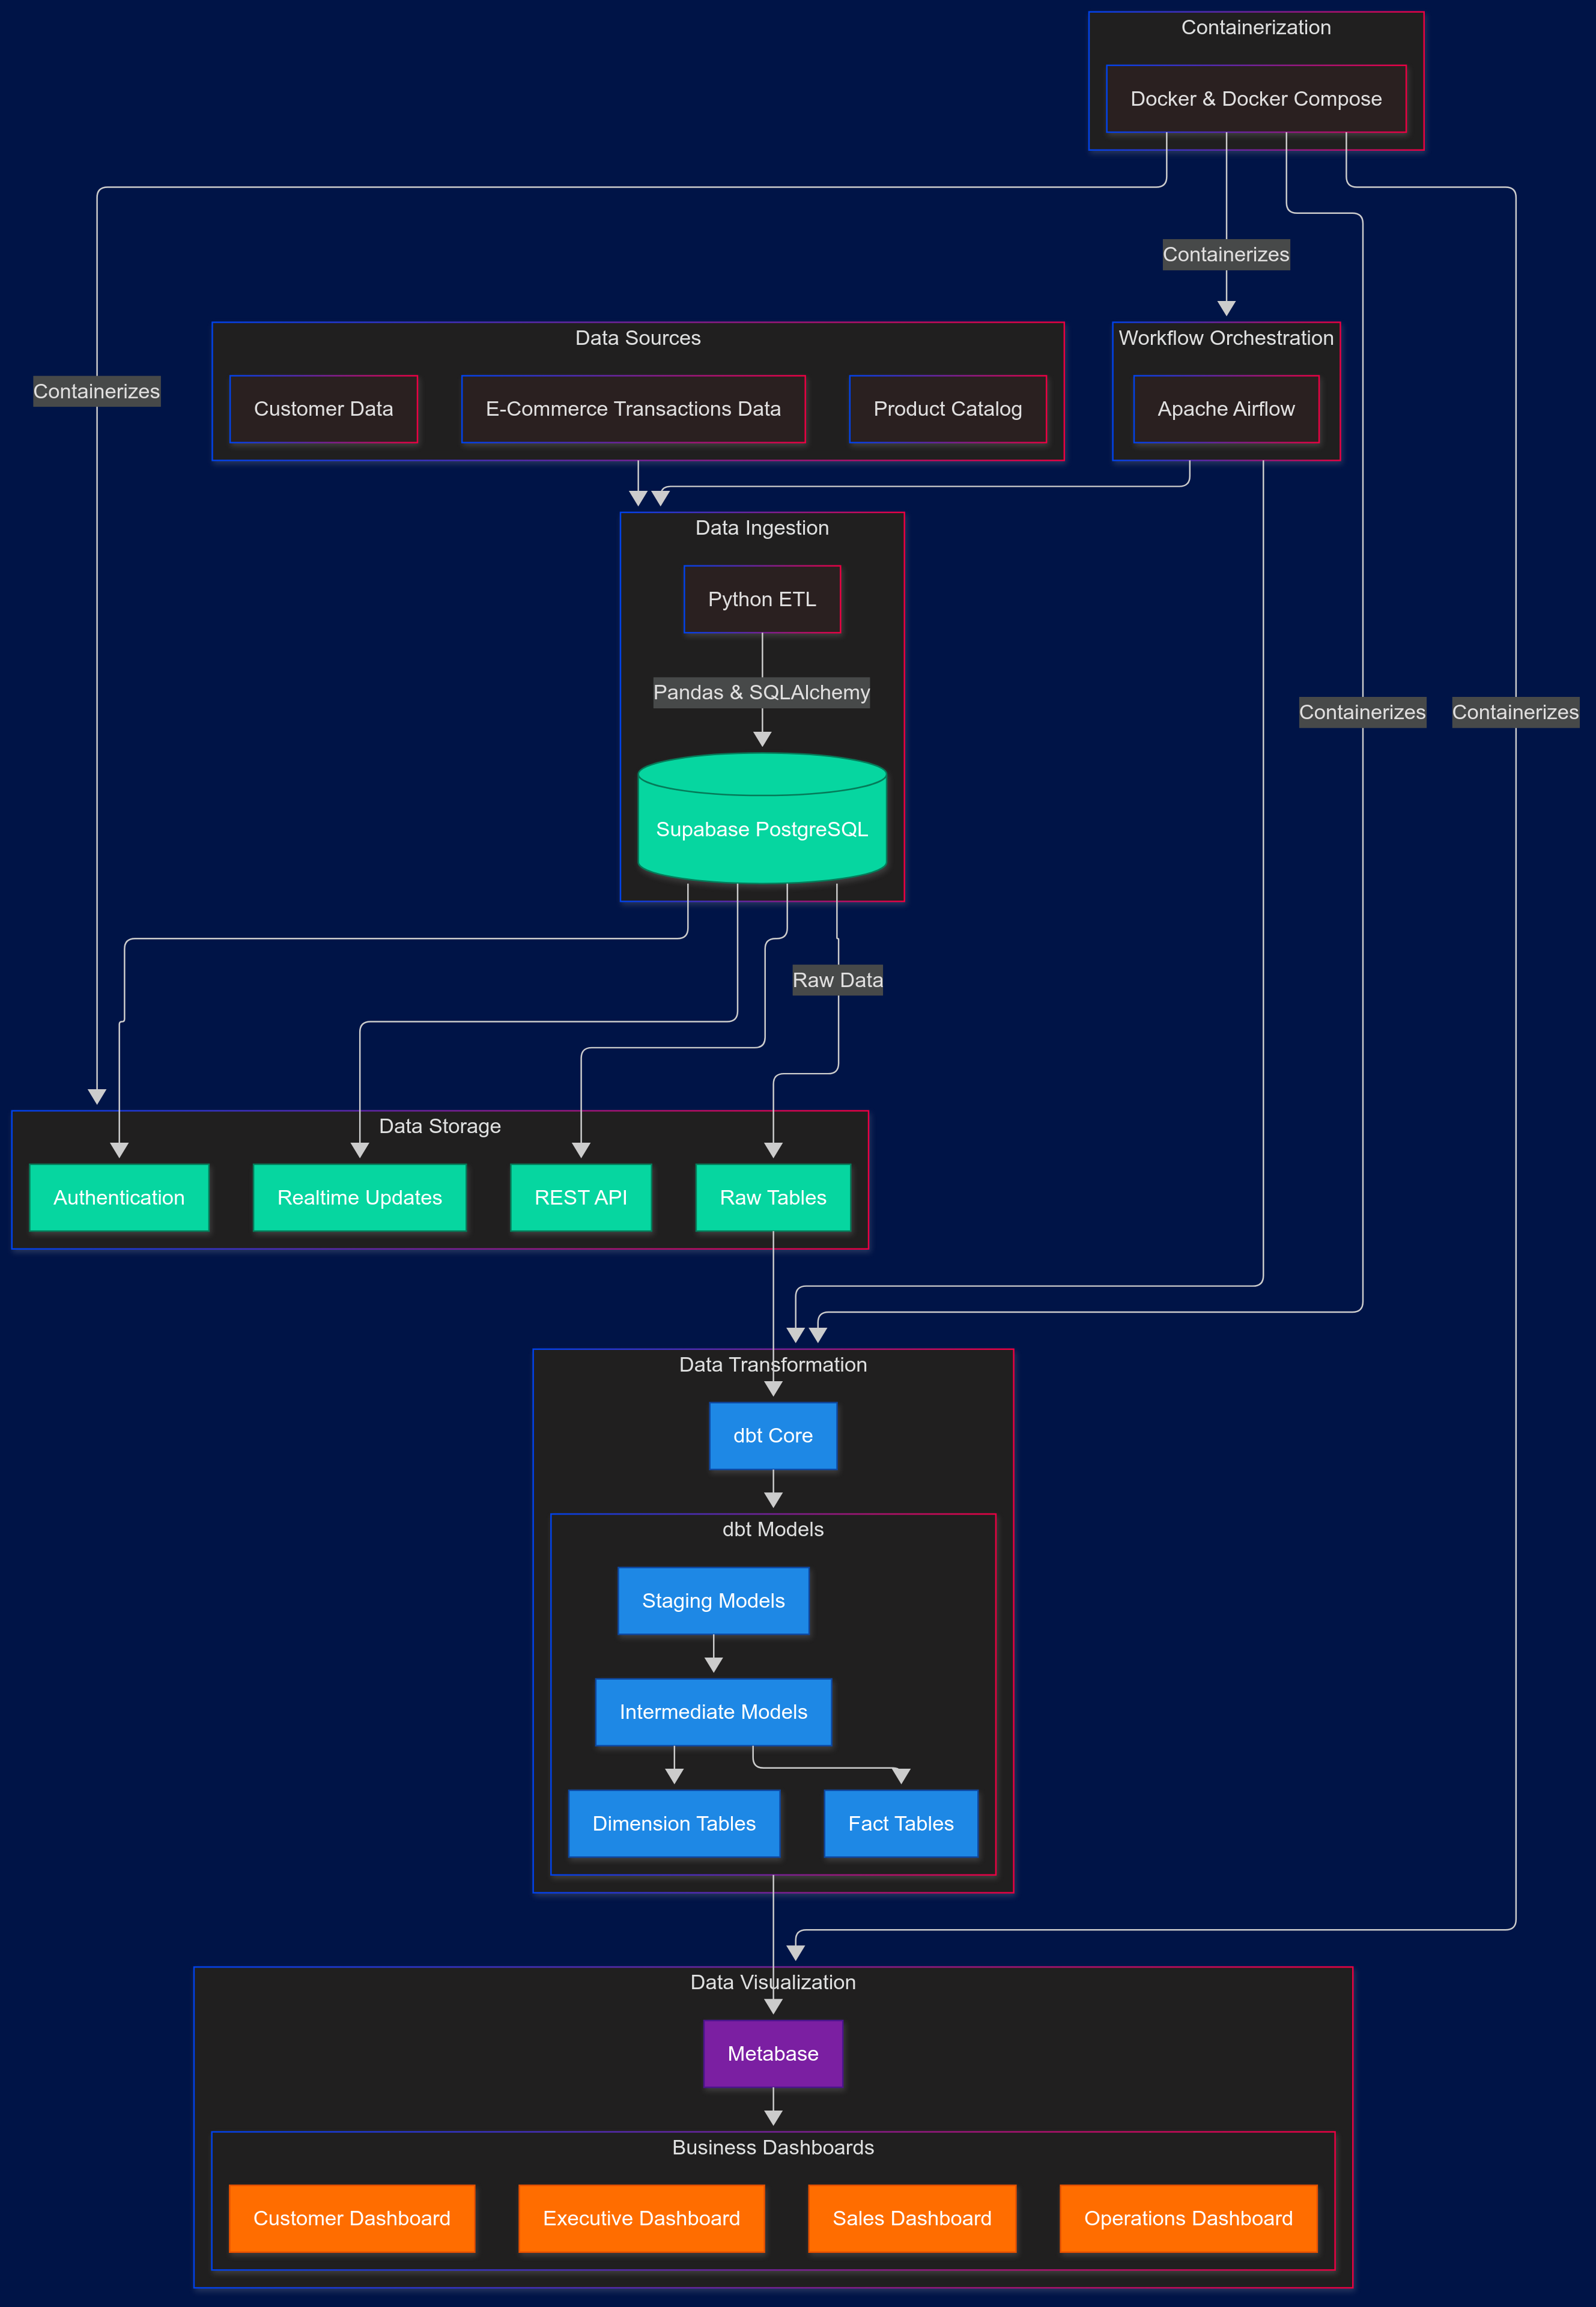 Containerization
Docker & Docker Compose
Containerizes
Data Sources
Workflow Orchestration
Containerizes
Customer Data
E-Commerce Transactions Data
Product Catalog
Apache Airflow
Data Ingestion
Python ETL
Pandas & SQLAlchemy
Containerizes
Containerizes
Supabase PostgreSQL
Raw Data
Data Storage
Authentication
Realtime Updates
REST API
Raw Tables
Data Transformation
dbt Core
dbt Models
Staging Models
Intermediate Models
Dimension Tables
Fact Tables
Data Visualization
Metabase
Business Dashboards
Customer Dashboard
Executive Dashboard
Sales Dashboard
Operations Dashboard